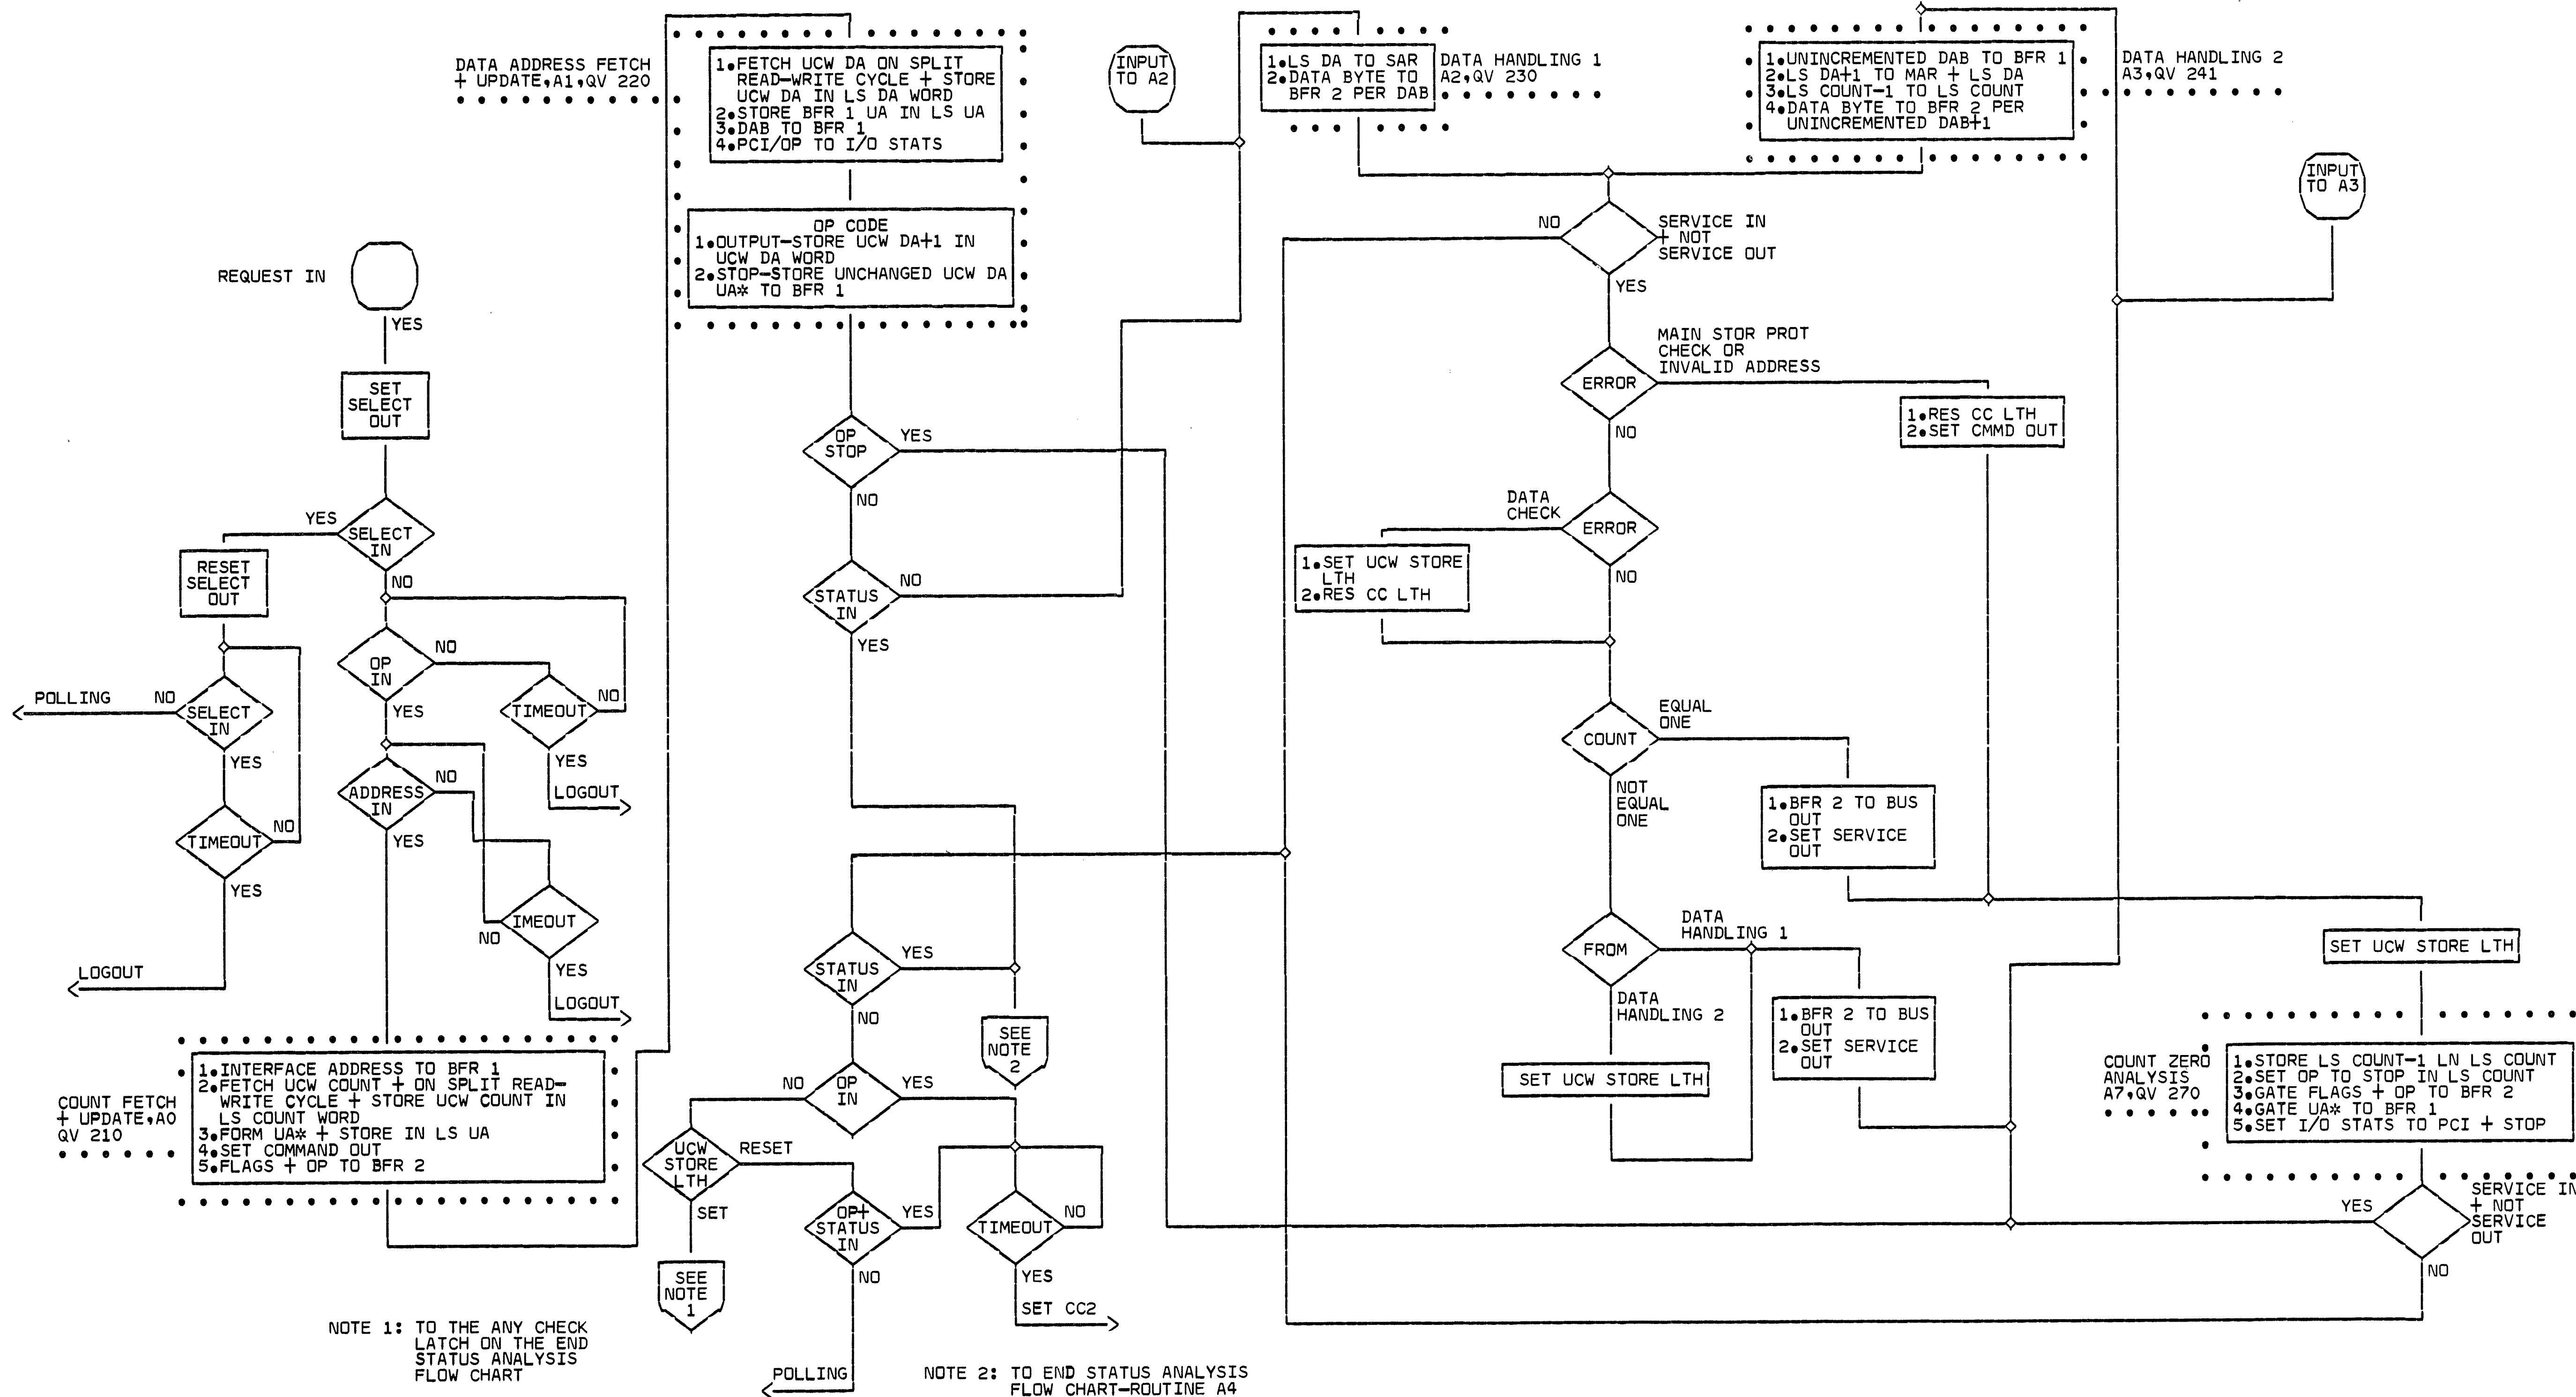 DATA ADDRESS FETCH
+ UPDATE,A1,QV 220
1.FETCH UCW DA ON SPLIT
READ-WRITE CYCLE + STORE
UCW DA IN LS DA WORD
2.STORE BFR 1 UA IN LS UA
3.DAB TO BFR 1
4.PCI/OP TO I/O STATS
OP CODE
1.OUTPUT-STORE UCW DA+1 IN
UCW DA WORD
2.STOP-STORE UNCHANGED UCW DA
UA* TO BFR 1
INPUT
TO A2
1.LS DA TO SAR
2.DATA BYTE TO
BFR 2 PER DAB
DATA HANDLING 1
A2,QV 230
1.UNINCREMENTED DAB TO BFR 1
2.LS DA+1 TO MAR + LS DA
3.LS COUNT-1 TO LS COUNT
4.DATA BYTE TO BFR 2 PER
UNINCREMENTED DAB+1
DATA HANDLING 2
A3,QV 241
INPUT
TO A3
REQUEST IN
YES
SET
SELECT
OUT
YES
SELECT
IN
NO
RESET
SELECT
OUT
OP
IN
NO
YES
TIMEOUT
NO
YES
LOGOUT
POLLING
NO
SELECT
IN
YES
TIMEOUT
NO
YES
LOGOUT
ADDRESS
IN
NO
YES
IMEOUT
NO
YES
LOGOUT
COUNT FETCH
+ UPDATE,A0
QV 210
1.INTERFACE ADDRESS TO BFR 1
2.FETCH UCW COUNT + ON SPLIT READ-
WRITE CYCLE + STORE UCW COUNT IN
LS COUNT WORD
3.FORM UA* + STORE IN LS UA
4.SET COMMAND OUT
5.FLAGS + OP TO BFR 2
OP
STOP
YES
NO
STATUS
IN
NO
YES
STATUS
IN
YES
NO
SEE
NOTE
2
NO
OP
IN
YES
UCW
STORE
LTH
RESET
SET
SEE
NOTE
1
OP+
STATUS
IN
YES
NO
TIMEOUT
NO
YES
SET CC2
POLLING
NO
SERVICE IN
+ NOT
SERVICE OUT
YES
MAIN STOR PROT
CHECK OR
INVALID ADDRESS
ERROR
NO
1.RES CC LTH
2.SET CMMD OUT
DATA
CHECK
ERROR
NO
1.SET UCW STORE
LTH
2.RES CC LTH
COUNT
EQUAL
ONE
NOT
EQUAL
ONE
1.BFR 2 TO BUS
OUT
2.SET SERVICE
OUT
FROM
DATA
HANDLING 1
DATA
HANDLING 2
SET UCW STORE LTH
1.BFR 2 TO BUS
OUT
2.SET SERVICE
OUT
SET UCW STORE LTH
COUNT ZERO
ANALYSIS
A7,QV 270
1.STORE LS COUNT-1 LN LS COUNT
2.SET OP TO STOP IN LS COUNT
3.GATE FLAGS + OP TO BFR 2
4.GATE UA* TO BFR 1
5.SET I/O STATS TO PCI + STOP
YES
SERVICE IN
+ NOT
SERVICE
OUT
NO
NOTE 1: TO THE ANY CHECK
LATCH ON THE END
STATUS ANALYSIS
FLOW CHART
NOTE 2: TO END STATUS ANALYSIS
FLOW CHART-ROUTINE A4